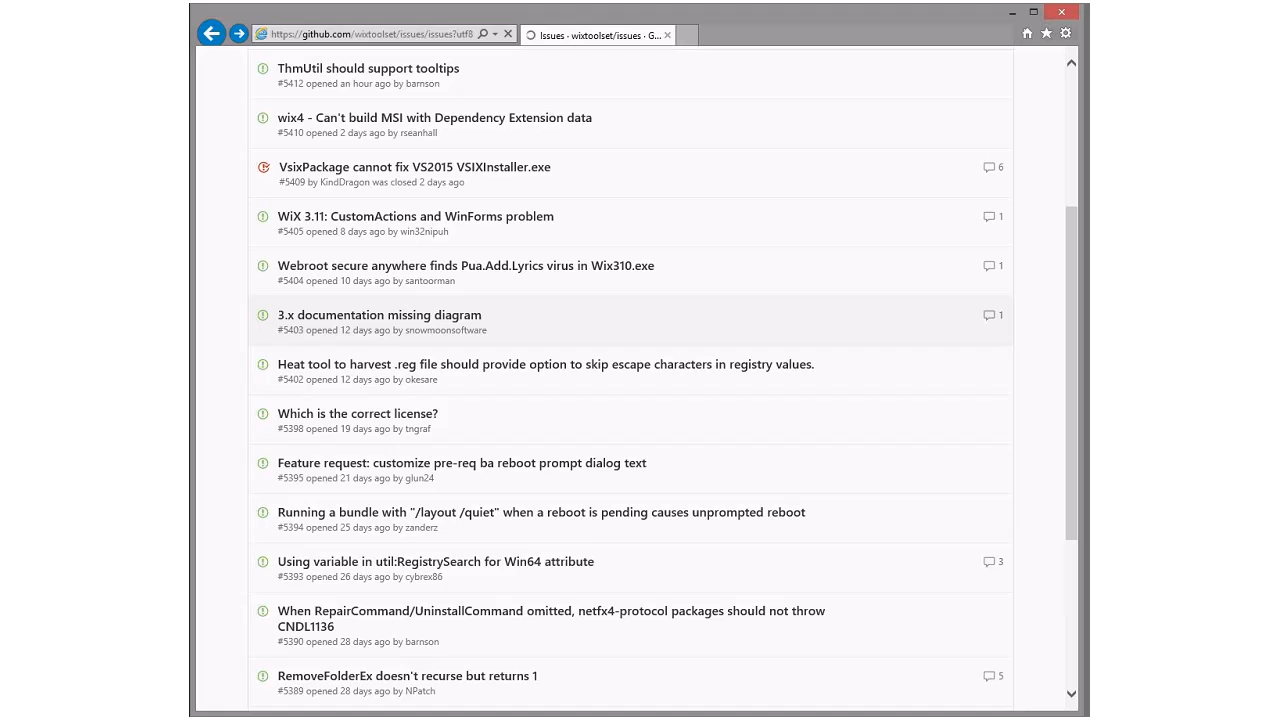 https://github.com/wixtoolset/issues/issues?utf8
Issues · wixtoolset/issues · G...
ThmUtil should support tooltips
#5412 opened an hour ago by barnson
wix4 - Can't build MSI with Dependency Extension data
#5410 opened 2 days ago by rseanhall
VsixPackage cannot fix VS2015 VSIXInstaller.exe
6
#5409 by KindDragon was closed 2 days ago
WiX 3.11: CustomActions and WinForms problem
1
#5405 opened 8 days ago by win32nipuh
Webroot secure anywhere finds Pua.Add.Lyrics virus in Wix310.exe
1
#5404 opened 10 days ago by santoorman
3.x documentation missing diagram
1
#5403 opened 12 days ago by snowmoonsoftware
Heat tool to harvest .reg file should provide option to skip escape characters in registry values.
#5402 opened 12 days ago by okesare
Which is the correct license?
#5398 opened 19 days ago by tngraf
Feature request: customize pre-req ba reboot prompt dialog text
#5395 opened 21 days ago by glun24
Running a bundle with "/layout /quiet" when a reboot is pending causes unprompted reboot
#5394 opened 25 days ago by zanderz
Using variable in util:RegistrySearch for Win64 attribute
3
#5393 opened 26 days ago by cybrex86
When RepairCommand/UninstallCommand omitted, netfx4-protocol packages should not throw
CNDL1136
#5390 opened 28 days ago by barnson
RemoveFolderEx doesn't recurse but returns 1
5
#5389 opened 28 days ago by NPatch